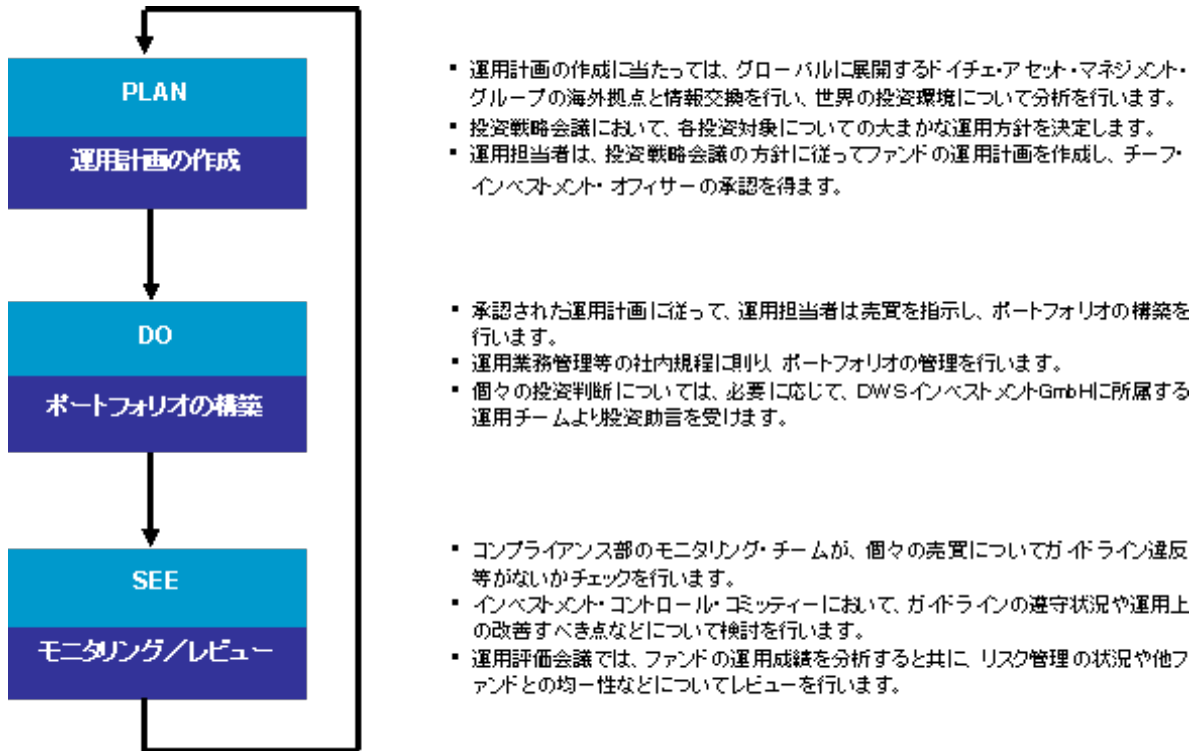 PLAN
運用計画の作成
▪ 運用計画の作成に当たっては、グローバルに展開するドイチェ・アセット・マネジメント・
グループの海外拠点と情報交換を行い、世界の投資環境について分析を行います。
▪ 投資戦略会議において、各投資対象についての大まかな運用方針を決定します。
▪ 運用担当者は、投資戦略会議の方針に従ってファンドの運用計画を作成し、チーフ・
インベストメント・オフィサーの承認を得ます。
DO
ポートフォリオの構築
▪ 承認された運用計画に従って、運用担当者は売買を指示し、ポートフォリオの構築を
行います。
▪ 運用業務管理等の社内規程に則り、ポートフォリオの管理を行います。
▪ 個々の投資判断については、必要に応じて、DWSインベストメントGmbHに所属する
運用チームより投資助言を受けます。
SEE
モニタリング／レビュー
▪ コンプライアンス部のモニタリング・チームが、個々の売買についてガイドライン違反
等がないかチェックを行います。
▪ インベストメント・コントロール・コミッティーにおいて、ガイドラインの遵守状況や運用上
の改善すべき点などについて検討を行います。
▪ 運用評価会議では、ファンドの運用成績を分析すると共に、リスク管理の状況や他フ
ァンドとの均一性などについてレビューを行います。